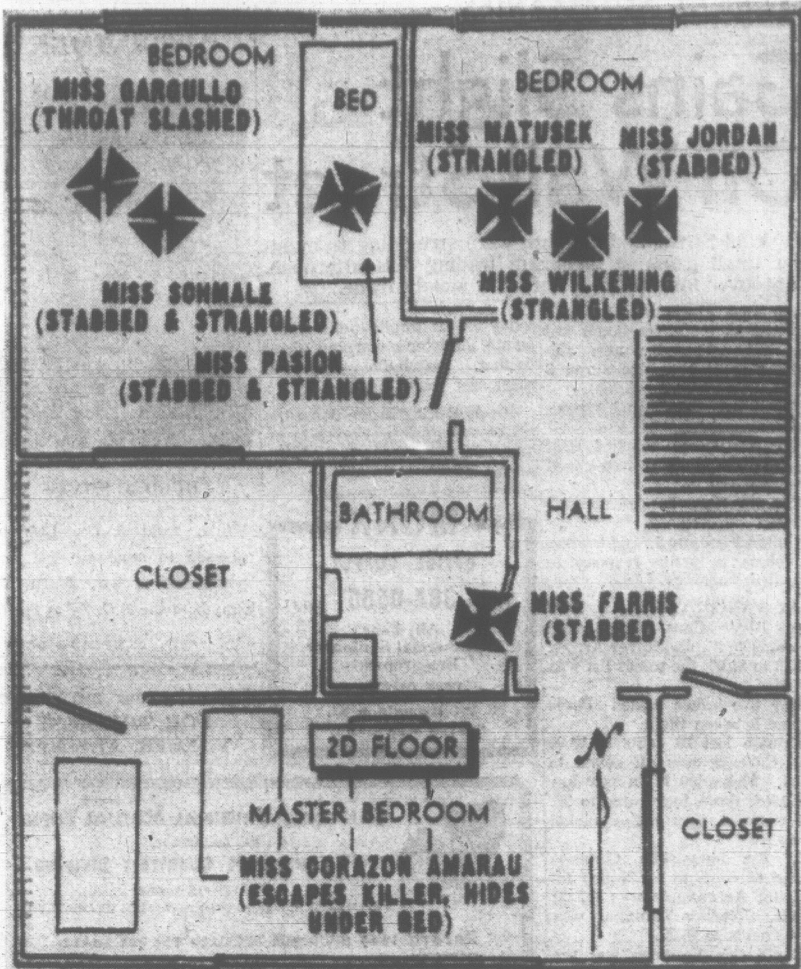 BEDROOM
MISS GARGULLO
(THROAT SLASHED)
BED
MISS SCHMALE
(STABBED & STRANGLED)
MISS PASION
(STABBED & STRANGLED)
BEDROOM
MISS MATUSEK
(STRANGLED)
MISS JORDAN
(STABBED)
MISS WILKENING
(STRANGLED)
BATHROOM
HALL
CLOSET
MISS FARRIS
(STABBED)
2D FLOOR
N
MASTER BEDROOM
CLOSET
MISS CORAZON AMARAU
(ESCAPES KILLER, HIDES
UNDER BED)